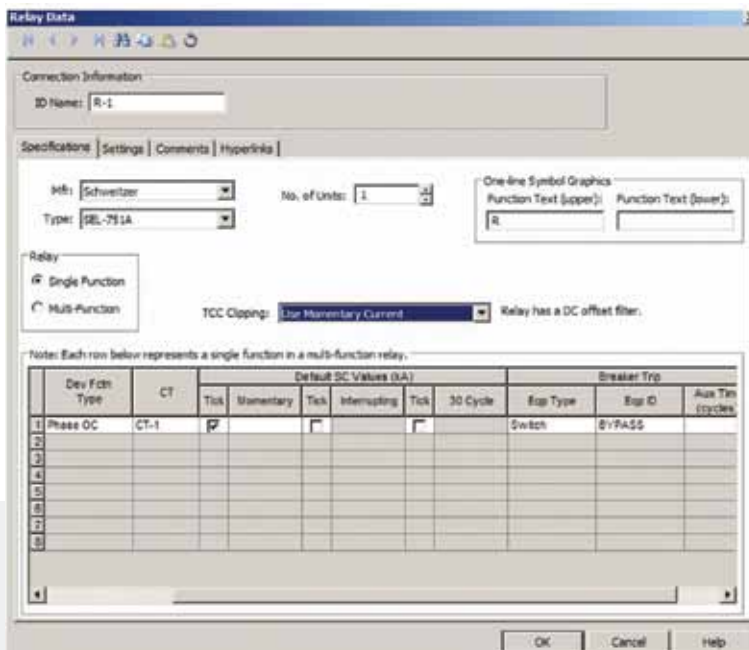 Relay Data
Connection Information
ID Name: R-1
Specifications Settings Comments Hyperlinks
Mfr: Schweitzer
No. of Units: 1
One-line Symbol Graphics
Function Text (upper): Function Text (lower):
Type: SEL-751A
R
Relay
Single Function
Multi-Function
TCC Clipping: Use Momentary Current
Relay has a DC offset filter.
Note: Each row below represents a single function in a multi-function relay.
Default SC Values (kA) Breaker Trip
Dev Fctn Type CT Tick Momentary Tick Interrupting Tick 30 Cycle Eqp Type Eqp ID Aux Tim (cycles)
1 Phase OC CT-1 Switch BYPASS
2
3
4
5
6
7
8
OK Cancel Help